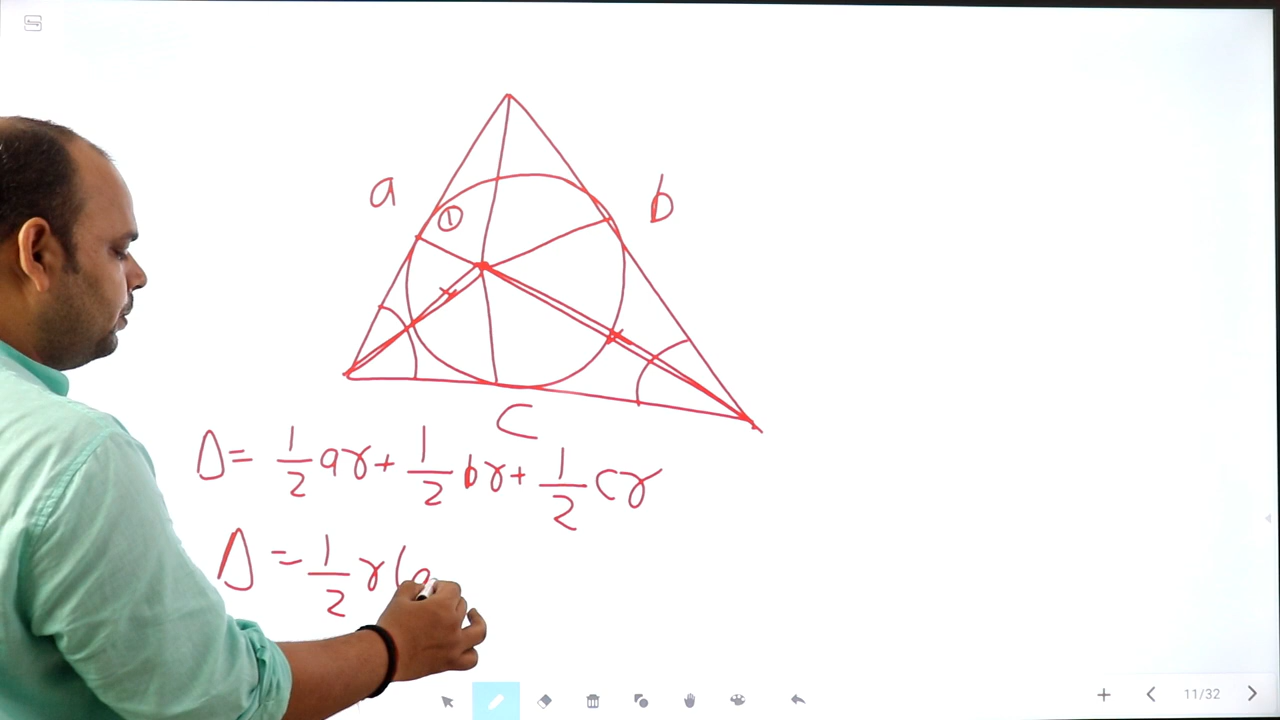 a
①
b
C
Δ = 1/2 ar + 1/2 br + 1/2 cr
Δ = 1/2 r(a
11/32